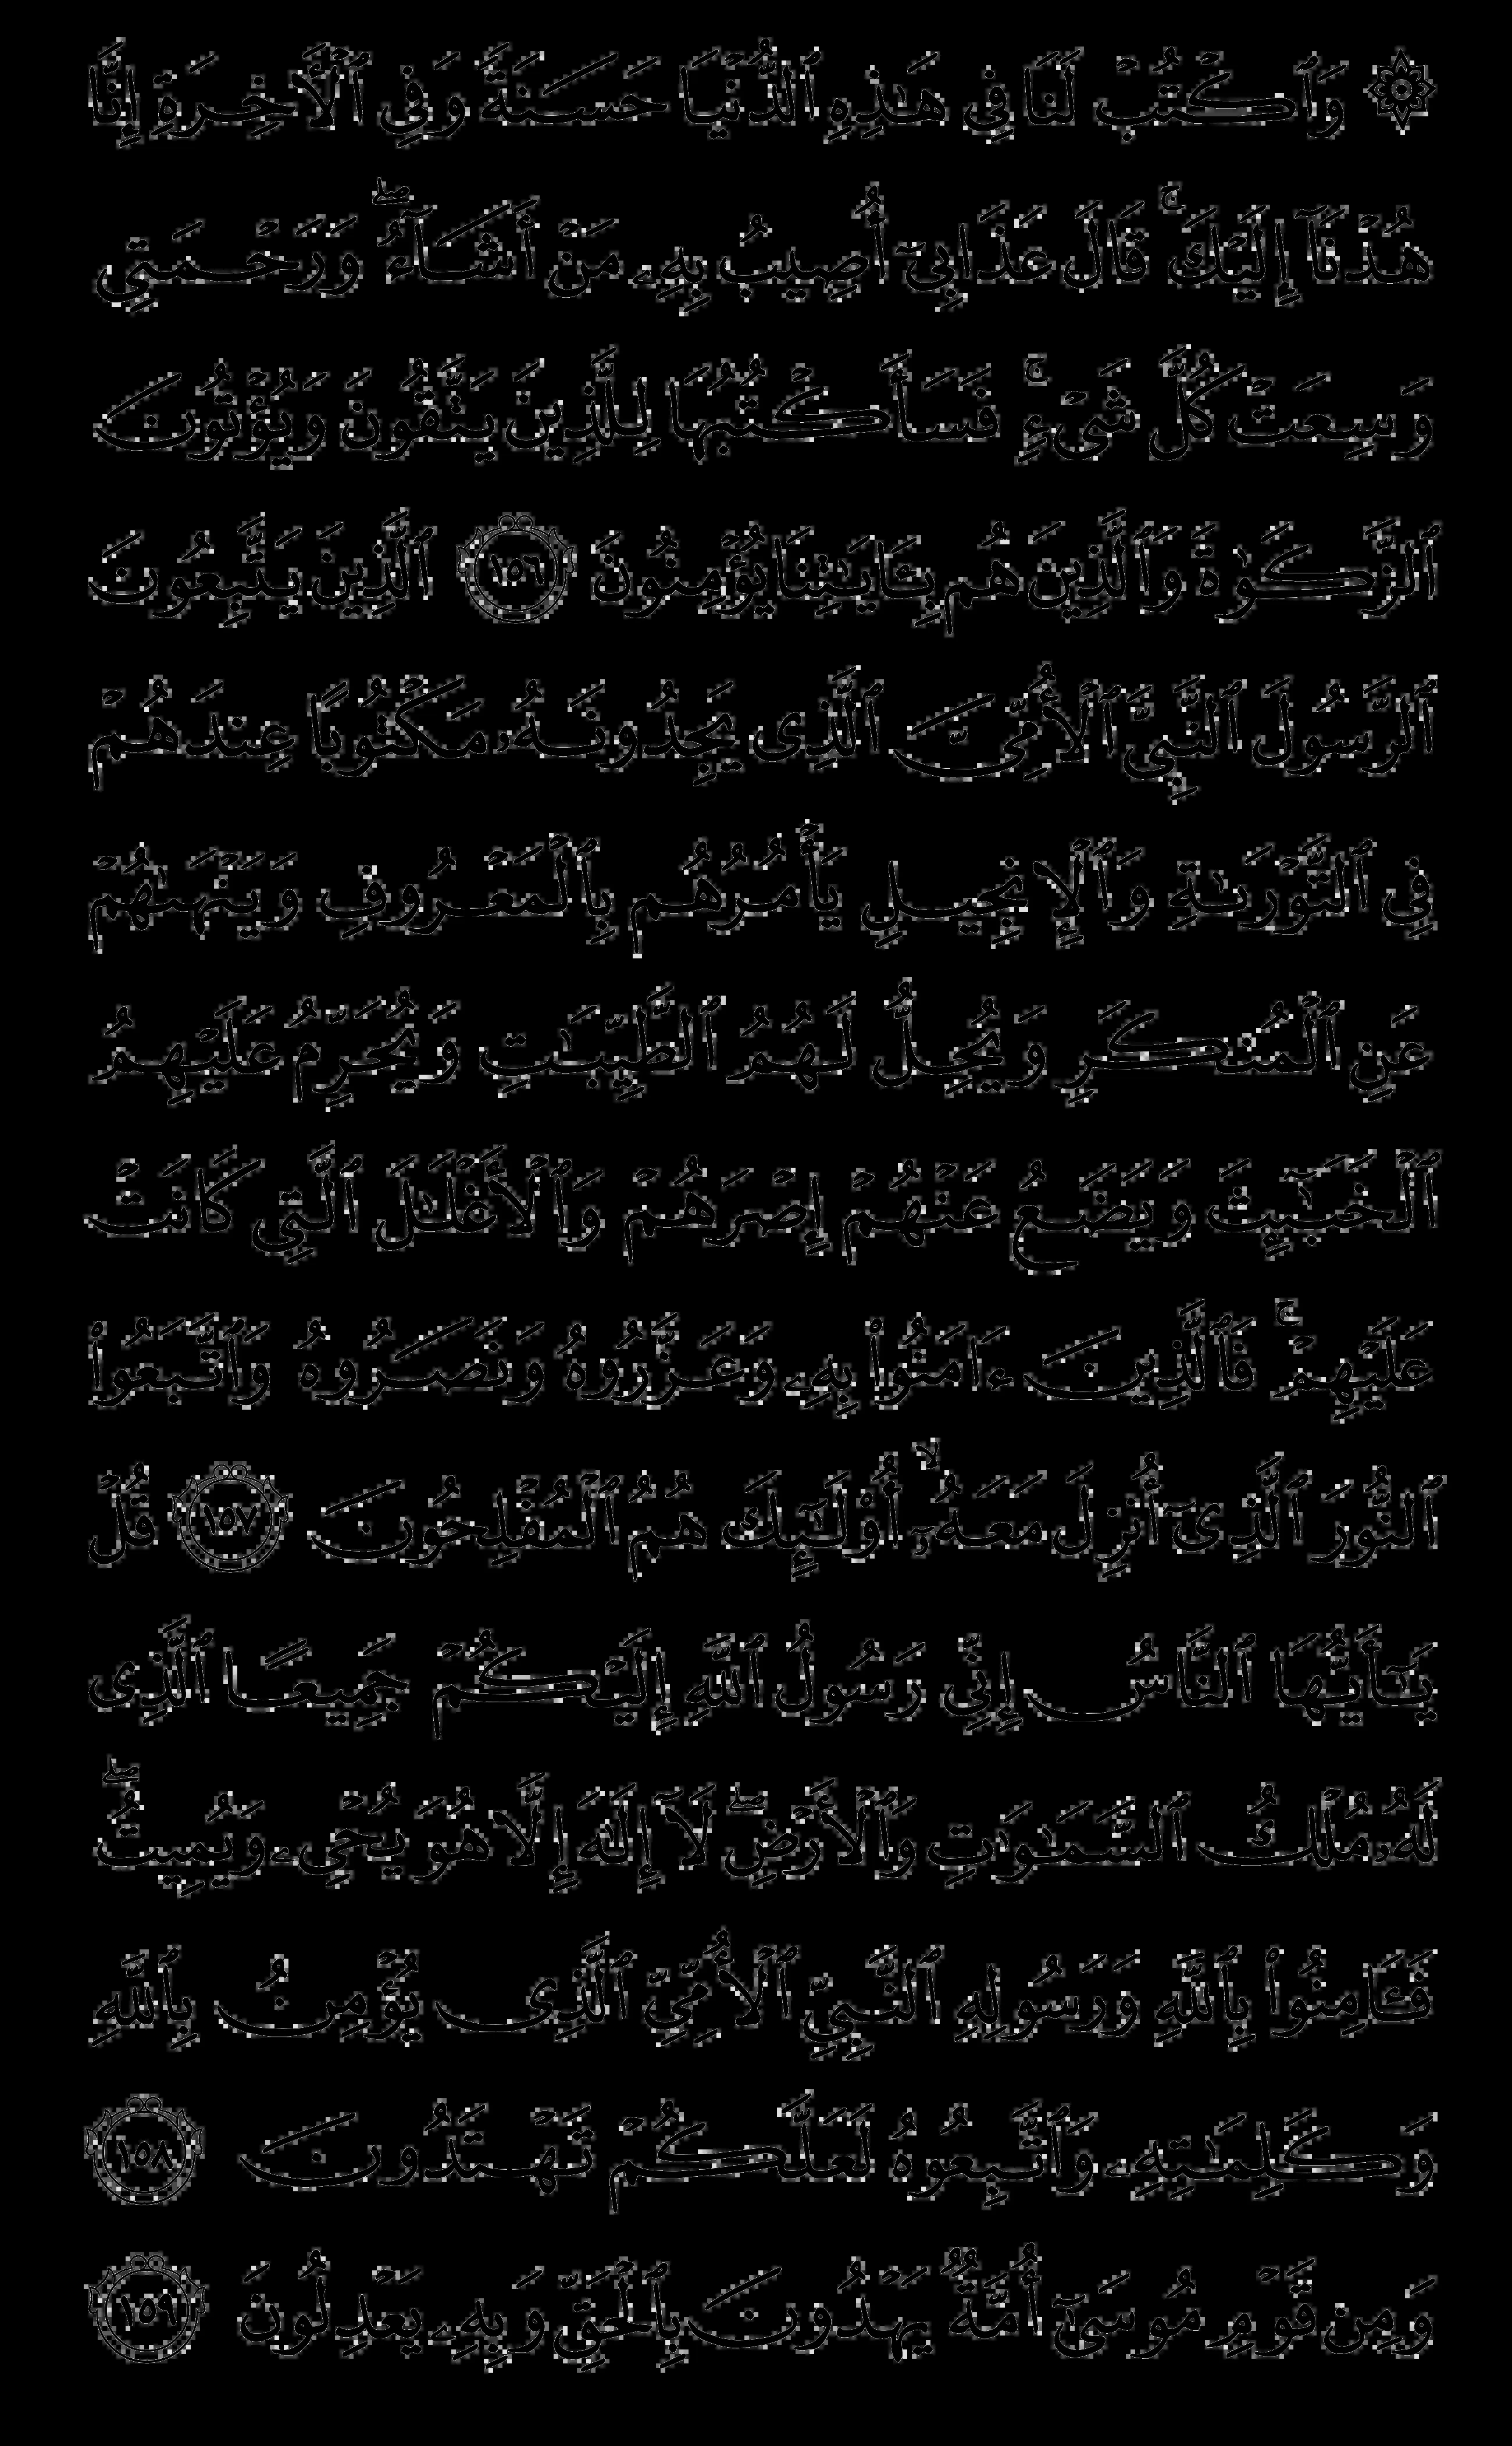 ۞ وَٱكْتُبْ لَنَا فِى هَـٰذِهِ ٱلدُّنْيَا حَسَنَةً وَفِى ٱلْـَٔاخِرَةِ إِنَّا
هُدْنَآ إِلَيْكَ ۚ قَالَ عَذَابِىٓ أُصِيبُ بِهِۦ مَنْ أَشَآءُ ۖ وَرَحْمَتِى
وَسِعَتْ كُلَّ شَىْءٍ ۚ فَسَأَكْتُبُهَا لِلَّذِينَ يَتَّقُونَ وَيُؤْتُونَ
ٱلزَّكَوٰةَ وَٱلَّذِينَ هُم بِـَٔايَـٰتِنَا يُؤْمِنُونَ ١٥٦ ٱلَّذِينَ يَتَّبِعُونَ
ٱلرَّسُولَ ٱلنَّبِىَّ ٱلْأُمِّىَّ ٱلَّذِى يَجِدُونَهُۥ مَكْتُوبًا عِندَهُمْ
فِى ٱلتَّوْرَىٰةِ وَٱلْإِنجِيلِ يَأْمُرُهُم بِٱلْمَعْرُوفِ وَيَنْهَىٰهُمْ
عَنِ ٱلْمُنكَرِ وَيُحِلُّ لَهُمُ ٱلطَّيِّبَـٰتِ وَيُحَرِّمُ عَلَيْهِمُ
ٱلْخَبَـٰٓئِثَ وَيَضَعُ عَنْهُمْ إِصْرَهُمْ وَٱلْأَغْلَـٰلَ ٱلَّتِى كَانَتْ
عَلَيْهِمْ ۚ فَٱلَّذِينَ ءَامَنُوا۟ بِهِۦ وَعَزَّرُوهُ وَنَصَرُوهُ وَٱتَّبَعُوا۟
ٱلنُّورَ ٱلَّذِىٓ أُنزِلَ مَعَهُۥٓ ۙ أُو۟لَـٰٓئِكَ هُمُ ٱلْمُفْلِحُونَ ١٥٧ قُلْ
يَـٰٓأَيُّهَا ٱلنَّاسُ إِنِّى رَسُولُ ٱللَّهِ إِلَيْكُمْ جَمِيعًا ٱلَّذِى
لَهُۥ مُلْكُ ٱلسَّمَـٰوَٰتِ وَٱلْأَرْضِ ۖ لَآ إِلَـٰهَ إِلَّا هُوَ يُحْىِۦ وَيُمِيتُ ۖ
فَـَٔامِنُوا۟ بِٱللَّهِ وَرَسُولِهِ ٱلنَّبِىِّ ٱلْأُمِّىِّ ٱلَّذِى يُؤْمِنُ بِٱللَّهِ
وَكَلِمَـٰتِهِۦ وَٱتَّبِعُوهُ لَعَلَّكُمْ تَهْتَدُونَ ١٥٨
وَمِن قَوْمِ مُوسَىٰٓ أُمَّةٌ يَهْدُونَ بِٱلْحَقِّ وَبِهِۦ يَعْدِلُونَ ١٥٩